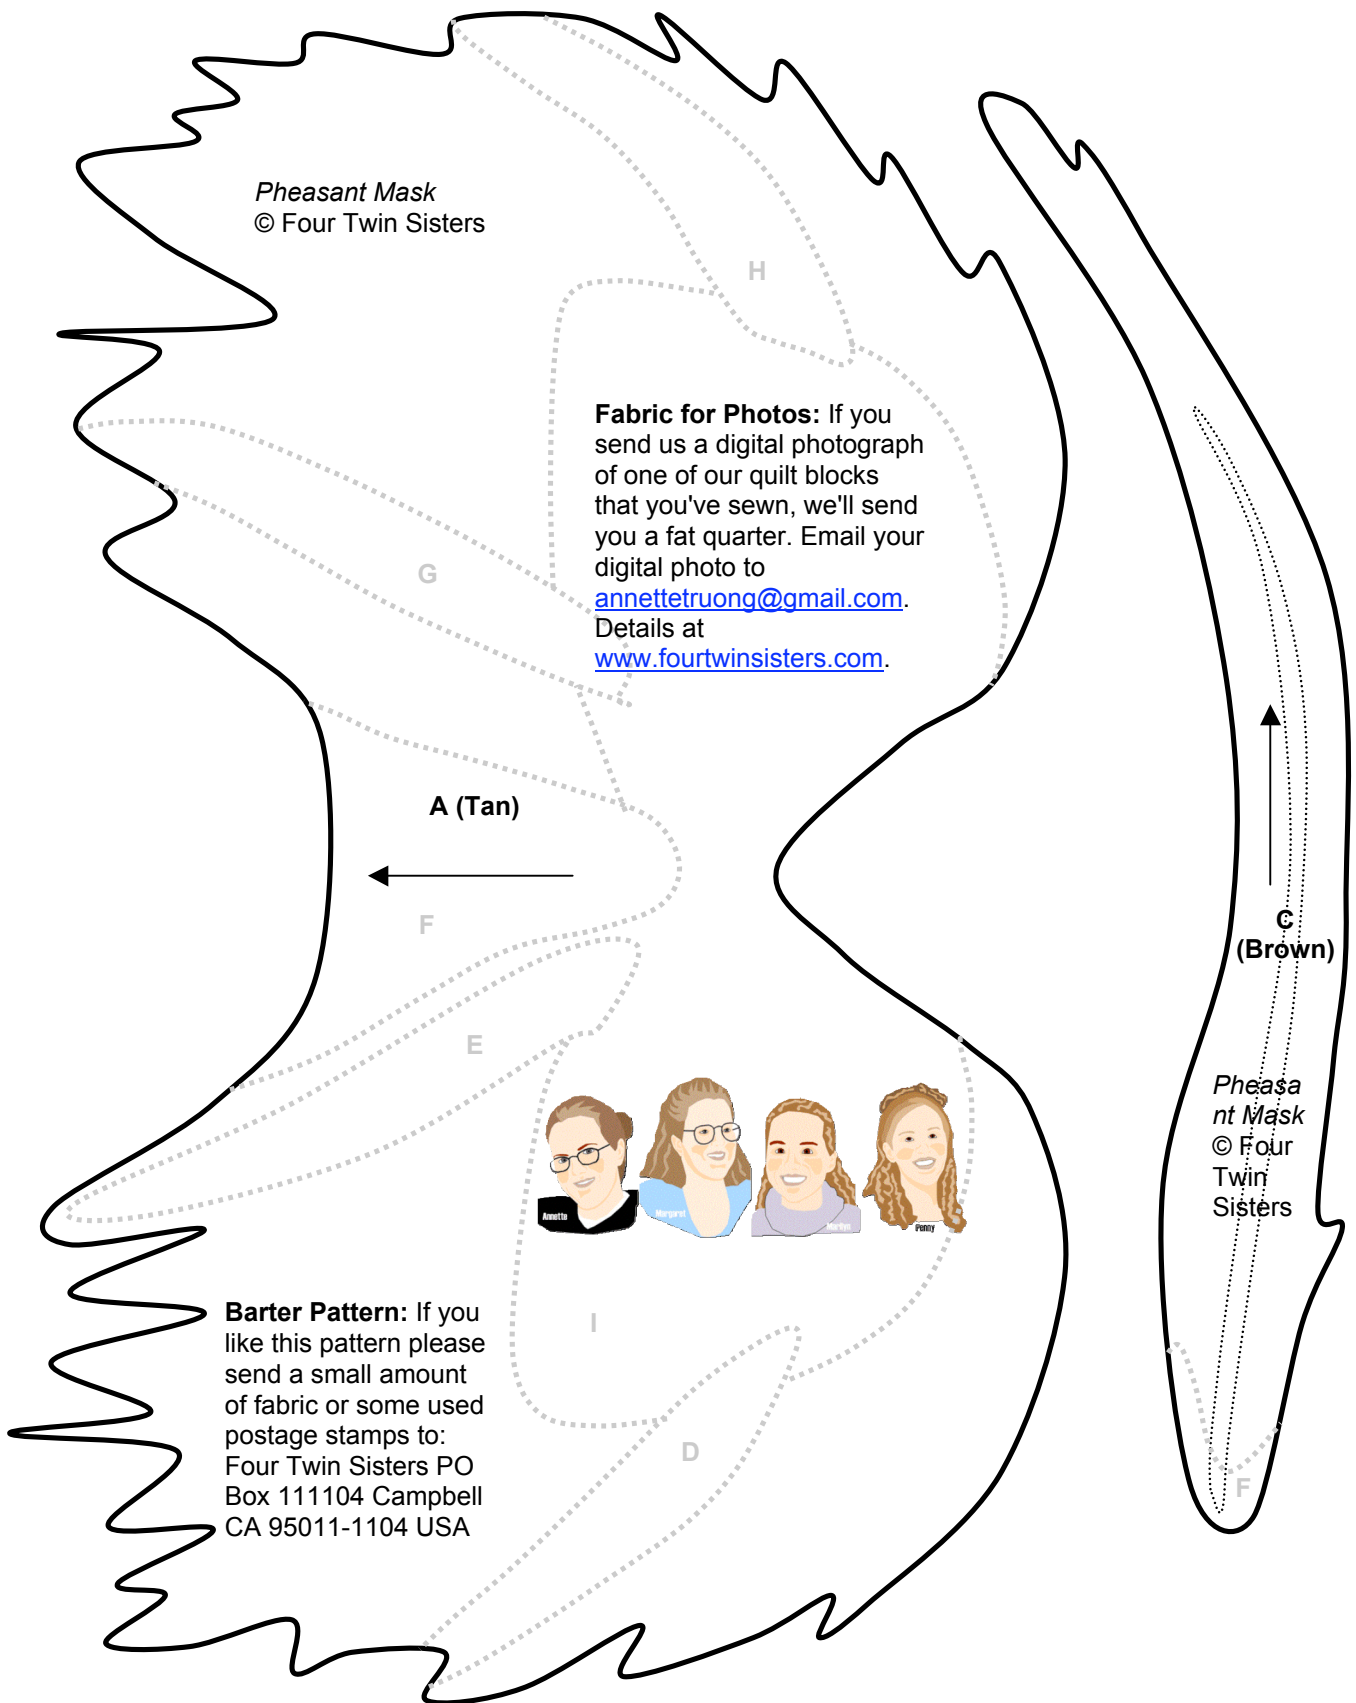 Pheasant Mask
© Four Twin Sisters
H
Fabric for Photos: If you
send us a digital photograph
of one of our quilt blocks
that you've sewn, we'll send
you a fat quarter. Email your
digital photo to
annettetruong@gmail.com.
Details at
www.fourtwinsisters.com.
G
A (Tan)
F
E
Annette
Margaret
Marilyn
Penny
I
Barter Pattern: If you
like this pattern please
send a small amount
of fabric or some used
postage stamps to:
Four Twin Sisters PO
Box 111104 Campbell
CA 95011-1104 USA
D
C
(Brown)
Pheasa
nt Mask
© Four
Twin
Sisters
F